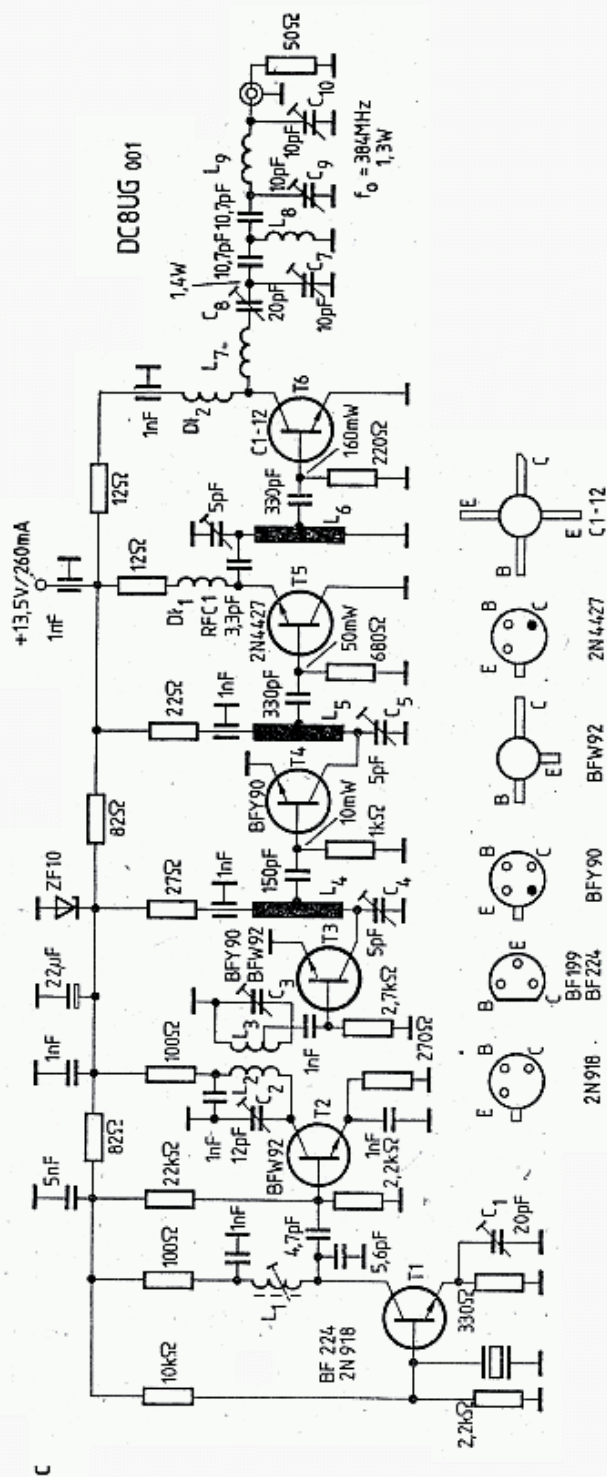 C
10kΩ
2,2kΩ
BF 224
2N 918
T1
330Ω
C1
20pF
100Ω
1nF
L1
5nF
22kΩ
4,7pF
5,6pF
2,2kΩ
82Ω
BFW92
T2
1nF
270Ω
1nF
100Ω
1nF
12pF
C2
L2
22µF
L3
C3
BFY90
BFW92
1nF
T3
2,7kΩ
ZF10
27Ω
1nF
150pF
L4
C4
5pF
82Ω
BFY90
T4
10mW
1kΩ
22Ω
1nF
330pF
L5
C5
5pF
+13,5V/260mA
12Ω
Dr1
RFC1
3,3pF
2N4427
T5
50mW
680Ω
5pF
330pF
L6
12Ω
1nF
Dr2
C1-12
T6
160mW
220Ω
L7
C8
20pF
1,4W
C7
10pF
10,7pF
10,7pF
L8
10pF
C9
L9
10pF
C10
50Ω
DC8UG 001
fo = 384MHz
1,3W
E
B
C
2N918
B
E
C
BF199
BF224
E
B
C
BFY90
B
E
C
BFW92
E
B
C
2N4427
B
E
C
E
C1-12